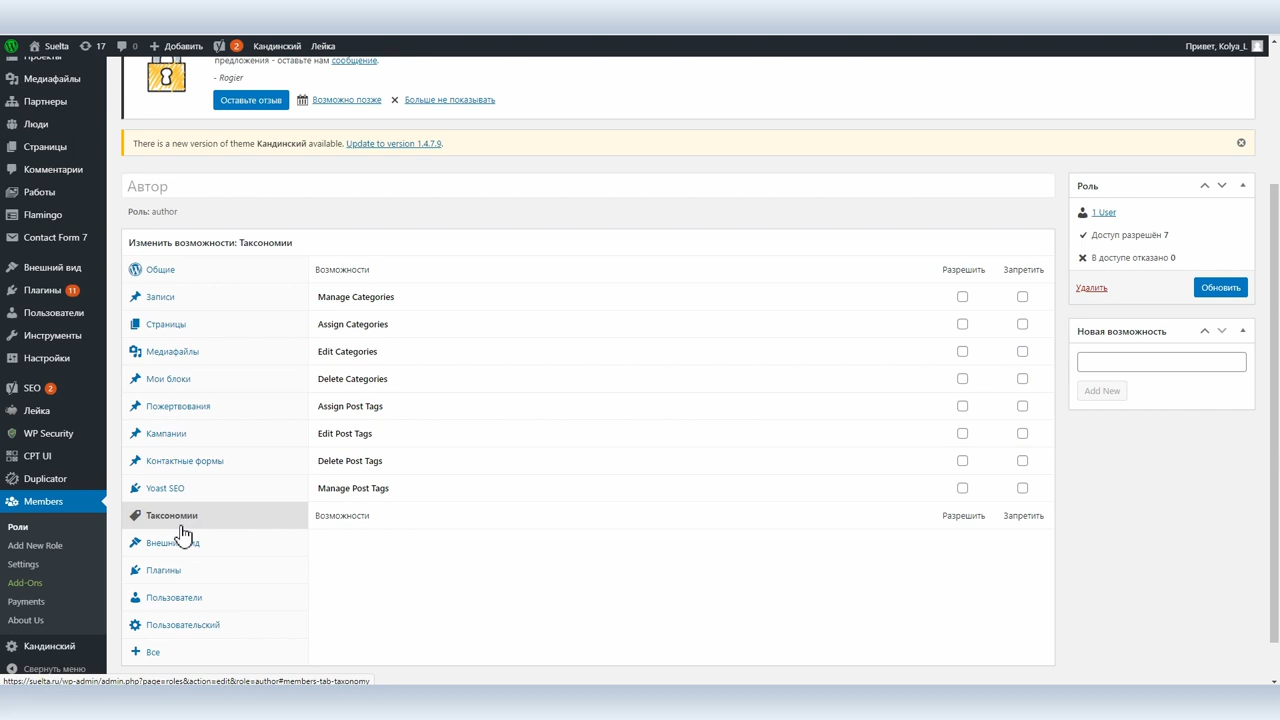 Suelta 17 0 Добавить 2 Кандинский Лейка Привет, Kolya_L
Проекты
Медиафайлы
Партнеры
Люди
Страницы
Комментарии
Работы
Flamingo
Contact Form 7
Внешний вид
Плагины 11
Пользователи
Инструменты
Настройки
SEO 2
Лейка
WP Security
CPT UI
Duplicator
Members
Роли
Add New Role
Settings
Add-Ons
Payments
About Us
Кандинский
Свернуть меню
предложения - оставьте нам сообщение.
- Rogier
Оставьте отзыв Возможно позже Больше не показывать
There is a new version of theme Кандинский available. Update to version 1.4.7.9.
Автор
Роль: author
Изменить возможности: Таксономии
Общие
Записи
Страницы
Медиафайлы
Мои блоки
Пожертвования
Кампании
Контактные формы
Yoast SEO
Таксономии
Плагины
Пользователи
Пользовательский
Все
Возможности Разрешить Запретить
Manage Categories
Assign Categories
Edit Categories
Delete Categories
Assign Post Tags
Edit Post Tags
Delete Post Tags
Manage Post Tags
Возможности Разрешить Запретить
Роль
1 User
Доступ разрешён 7
В доступе отказано 0
Удалить Обновить
Новая возможность
Add New
https://suelta.ru/wp-admin/admin.php?page=roles&action=edit&role=author#members-tab-taxonomy